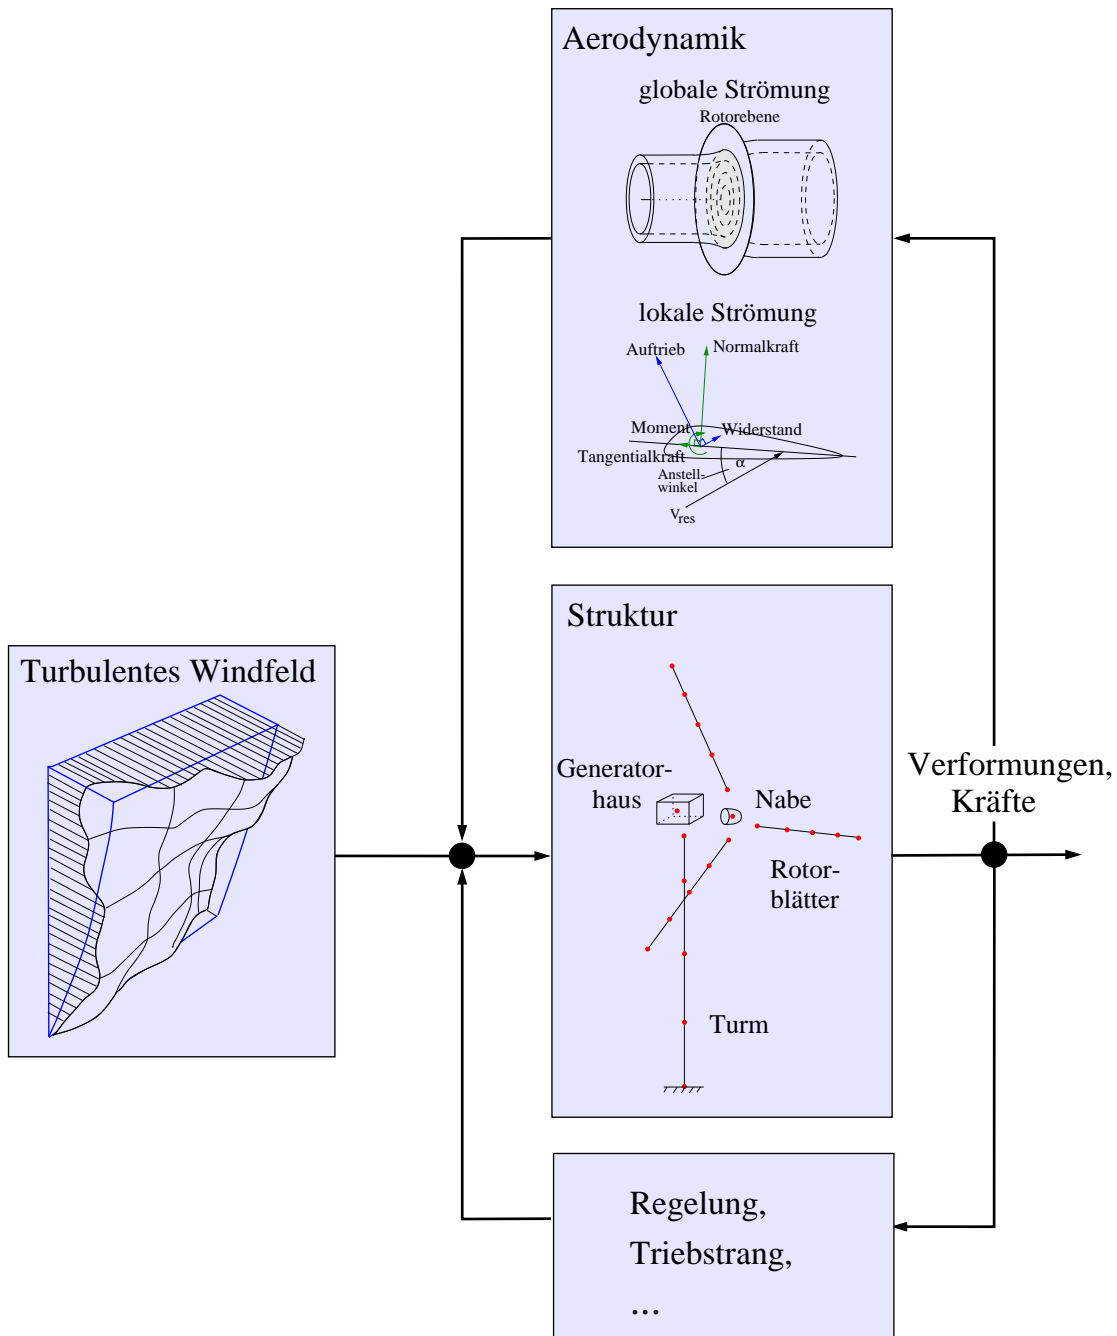 Aerodynamik
globale Strömung
Rotorebene
lokale Strömung
Auftrieb
Normalkraft
Moment
Widerstand
Tangentialkraft
α
Anstell-
winkel
Vres
Struktur
Turbulentes Windfeld
Generator-
haus
Nabe
Rotor-
blätter
Turm
Verformungen,
Kräfte
Regelung,
Triebstrang,
...